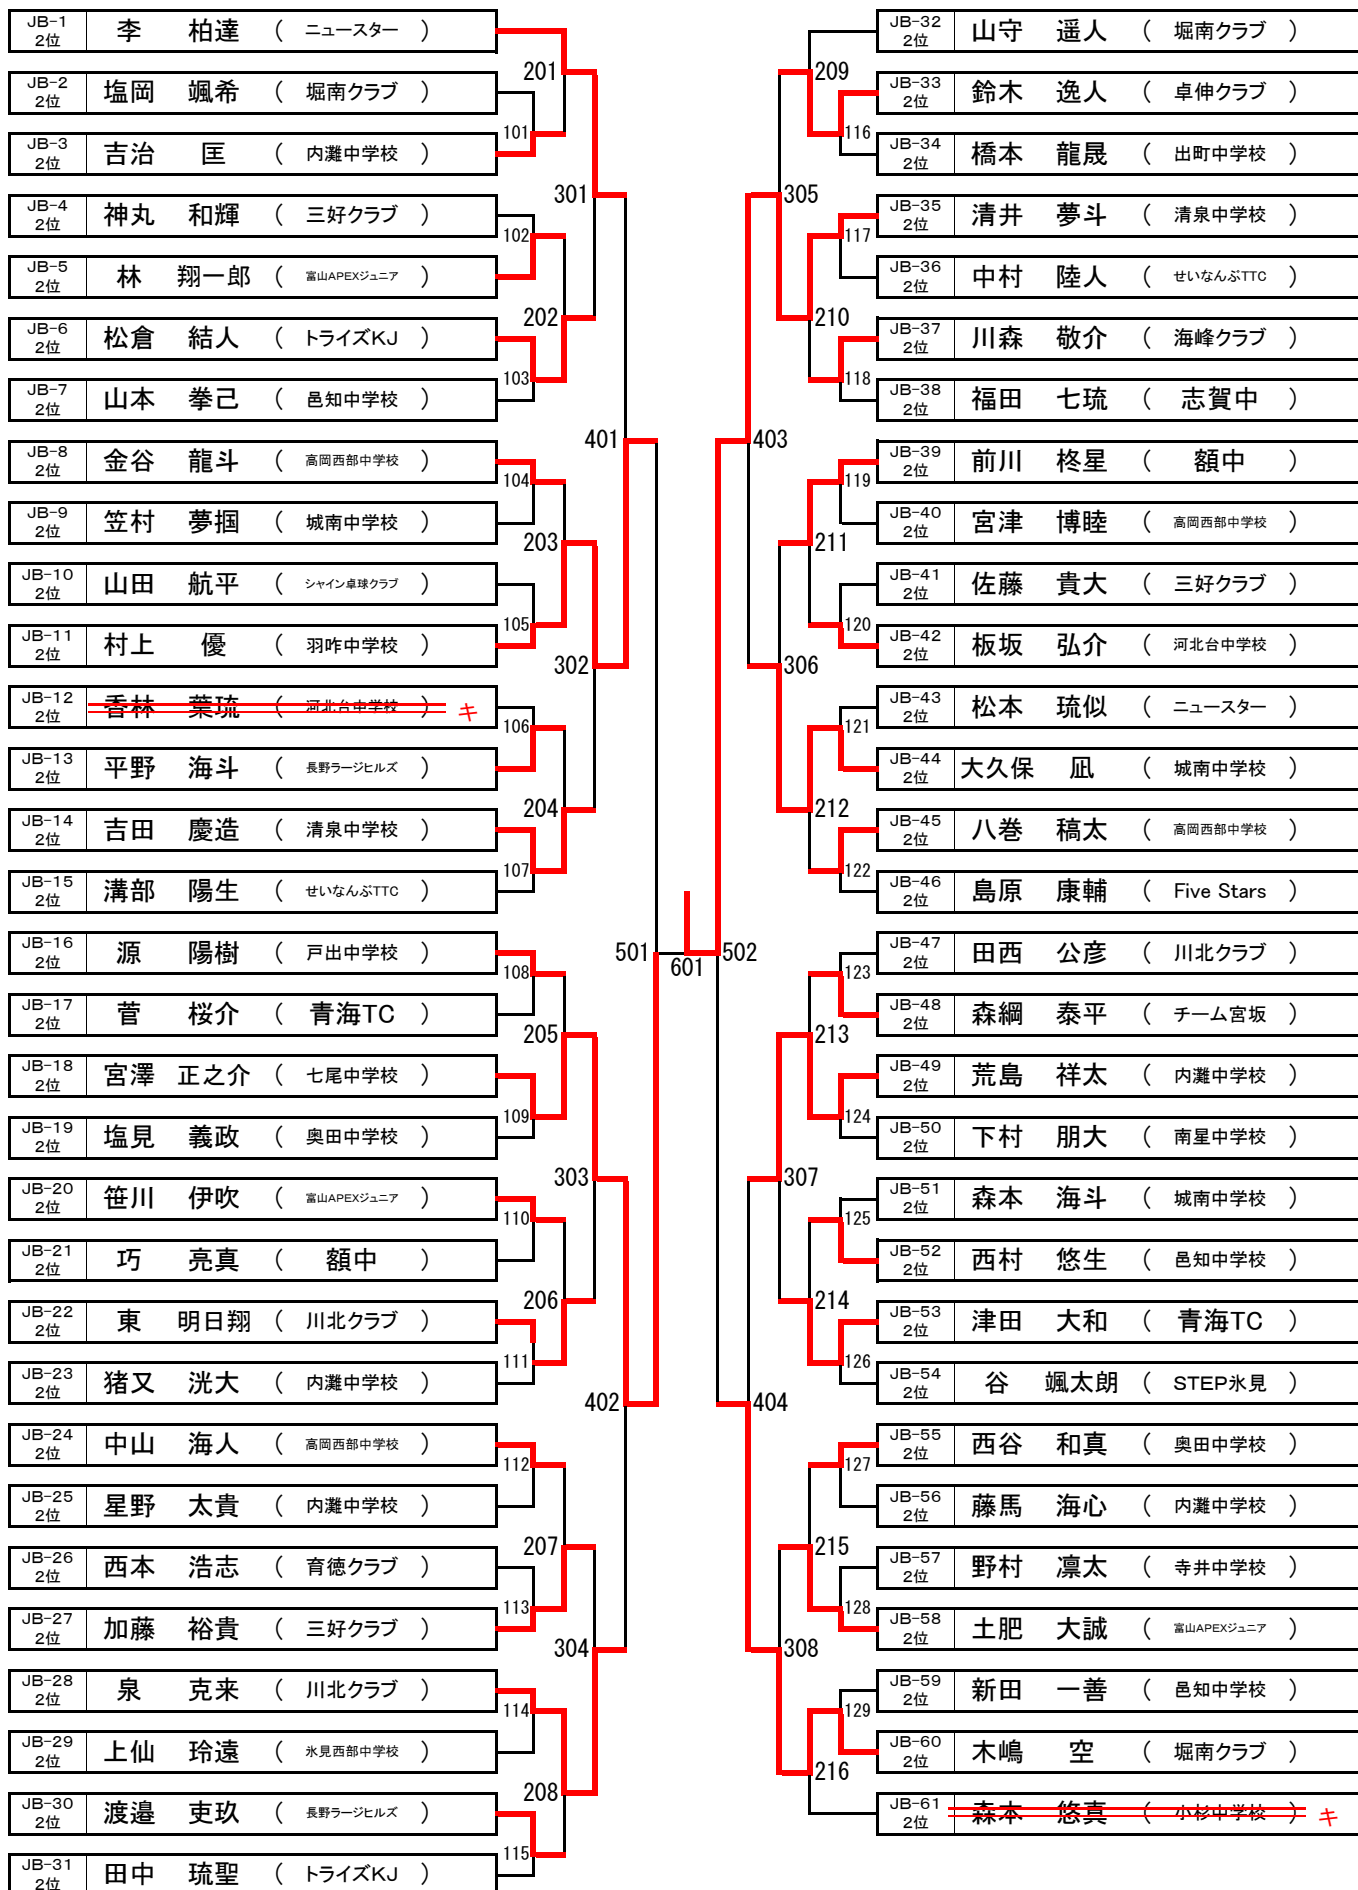 JB-1 2位 李 柏達 ( ニュースター )
JB-2 2位 塩岡 颯希 ( 堀南クラブ )
JB-3 2位 吉治 匡 ( 内灘中学校 )
JB-4 2位 神丸 和輝 ( 三好クラブ )
JB-5 2位 林 翔一郎 ( 富山APEXジュニア )
JB-6 2位 松倉 結人 ( トライズKJ )
JB-7 2位 山本 拳己 ( 邑知中学校 )
JB-8 2位 金谷 龍斗 ( 高岡西部中学校 )
JB-9 2位 笠村 夢掴 ( 城南中学校 )
JB-10 2位 山田 航平 ( シャイン卓球クラブ )
JB-11 2位 村上 優 ( 羽咋中学校 )
JB-12 2位 香林 葉琉 ( 河北台中学校 ) キ
JB-13 2位 平野 海斗 ( 長野ラージヒルズ )
JB-14 2位 吉田 慶造 ( 清泉中学校 )
JB-15 2位 溝部 陽生 ( せいなんぶTTC )
JB-16 2位 源 陽樹 ( 戸出中学校 )
JB-17 2位 菅 桜介 ( 青海TC )
JB-18 2位 宮澤 正之介 ( 七尾中学校 )
JB-19 2位 塩見 義政 ( 奥田中学校 )
JB-20 2位 笹川 伊吹 ( 富山APEXジュニア )
JB-21 2位 巧 亮真 ( 額中 )
JB-22 2位 東 明日翔 ( 川北クラブ )
JB-23 2位 猪又 洸大 ( 内灘中学校 )
JB-24 2位 中山 海人 ( 高岡西部中学校 )
JB-25 2位 星野 太貴 ( 内灘中学校 )
JB-26 2位 西本 浩志 ( 育徳クラブ )
JB-27 2位 加藤 裕貴 ( 三好クラブ )
JB-28 2位 泉 克来 ( 川北クラブ )
JB-29 2位 上仙 玲遠 ( 氷見西部中学校 )
JB-30 2位 渡邉 吏玖 ( 長野ラージヒルズ )
JB-31 2位 田中 琉聖 ( トライズKJ )
101
102
103
104
105
106
107
108
109
110
111
112
113
114
115
201
202
203
204
205
206
207
208
301
302
303
304
401
402
501
601
502
403
404
305
306
307
308
209
210
211
212
213
214
215
216
116
117
118
119
120
121
122
123
124
125
126
127
128
129
JB-32 2位 山守 遥人 ( 堀南クラブ )
JB-33 2位 鈴木 逸人 ( 卓伸クラブ )
JB-34 2位 橋本 龍晟 ( 出町中学校 )
JB-35 2位 清井 夢斗 ( 清泉中学校 )
JB-36 2位 中村 陸人 ( せいなんぶTTC )
JB-37 2位 川森 敬介 ( 海峰クラブ )
JB-38 2位 福田 七琉 ( 志賀中 )
JB-39 2位 前川 柊星 ( 額中 )
JB-40 2位 宮津 博睦 ( 高岡西部中学校 )
JB-41 2位 佐藤 貴大 ( 三好クラブ )
JB-42 2位 板坂 弘介 ( 河北台中学校 )
JB-43 2位 松本 琉似 ( ニュースター )
JB-44 2位 大久保 凪 ( 城南中学校 )
JB-45 2位 八巻 稿太 ( 高岡西部中学校 )
JB-46 2位 島原 康輔 ( Five Stars )
JB-47 2位 田西 公彦 ( 川北クラブ )
JB-48 2位 森綱 泰平 ( チーム宮坂 )
JB-49 2位 荒島 祥太 ( 内灘中学校 )
JB-50 2位 下村 朋大 ( 南星中学校 )
JB-51 2位 森本 海斗 ( 城南中学校 )
JB-52 2位 西村 悠生 ( 邑知中学校 )
JB-53 2位 津田 大和 ( 青海TC )
JB-54 2位 谷 颯太朗 ( STEP氷見 )
JB-55 2位 西谷 和真 ( 奥田中学校 )
JB-56 2位 藤馬 海心 ( 内灘中学校 )
JB-57 2位 野村 凛太 ( 寺井中学校 )
JB-58 2位 土肥 大誠 ( 富山APEXジュニア )
JB-59 2位 新田 一善 ( 邑知中学校 )
JB-60 2位 木嶋 空 ( 堀南クラブ )
JB-61 2位 森本 悠真 ( 小杉中学校 ) キ